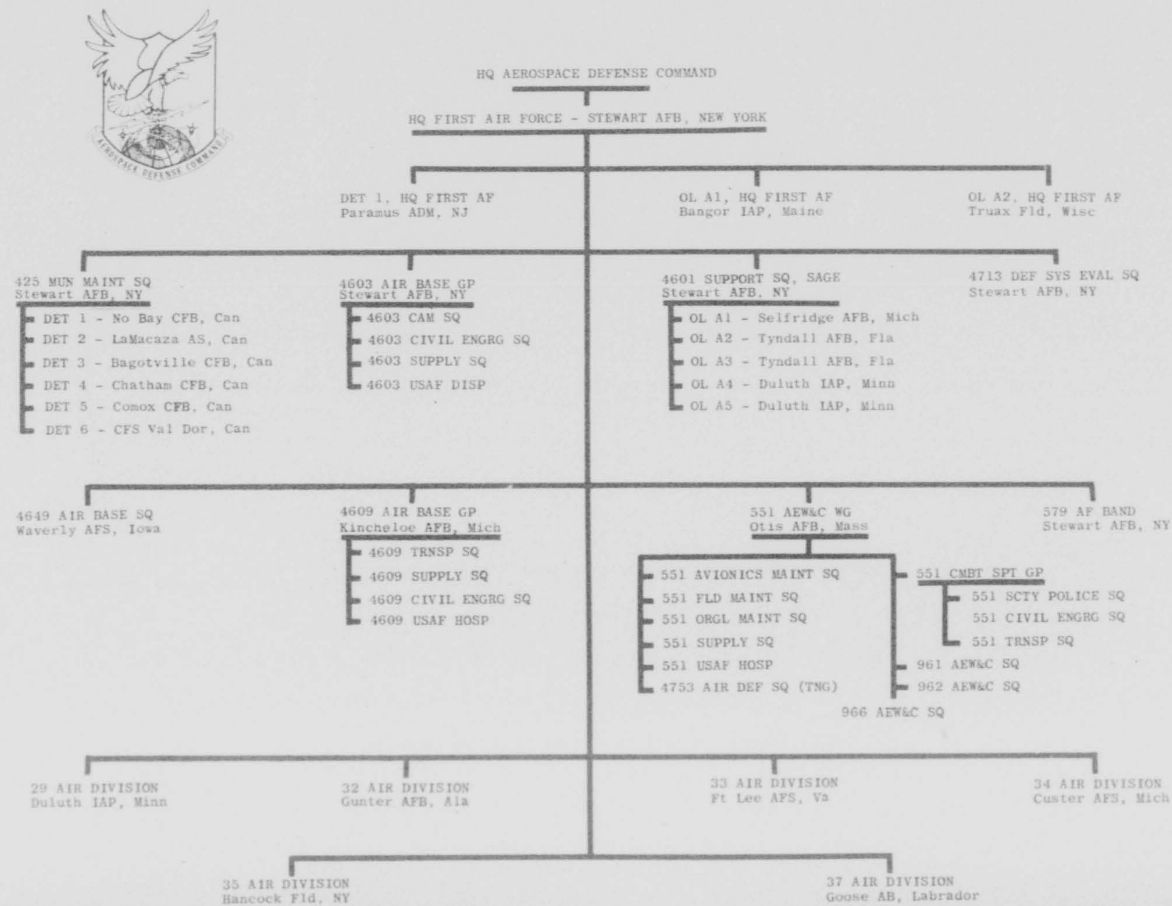 AEROSPACE DEFENSE COMMAND
HQ AEROSPACE DEFENSE COMMAND
HQ FIRST AIR FORCE - STEWART AFB, NEW YORK
DET 1, HQ FIRST AF
Paramus ADM, NJ
OL A1, HQ FIRST AF
Bangor IAP, Maine
OL A2, HQ FIRST AF
Truax Fld, Wisc
425 MUN MAINT SQ
Stewart AFB, NY
DET 1 - No Bay CFB, Can
DET 2 - LaMacaza AS, Can
DET 3 - Bagotville CFB, Can
DET 4 - Chatham CFB, Can
DET 5 - Comox CFB, Can
DET 6 - CFS Val Dor, Can
4603 AIR BASE GP
Stewart AFB, NY
4603 CAM SQ
4603 CIVIL ENGRG SQ
4603 SUPPLY SQ
4603 USAF DISP
4601 SUPPORT SQ, SAGE
Stewart AFB, NY
OL A1 - Selfridge AFB, Mich
OL A2 - Tyndall AFB, Fla
OL A3 - Tyndall AFB, Fla
OL A4 - Duluth IAP, Minn
OL A5 - Duluth IAP, Minn
4713 DEF SYS EVAL SQ
Stewart AFB, NY
4649 AIR BASE SQ
Waverly AFS, Iowa
4609 AIR BASE GP
Kincheloe AFB, Mich
4609 TRNSP SQ
4609 SUPPLY SQ
4609 CIVIL ENGRG SQ
4609 USAF HOSP
551 AEW&C WG
Otis AFB, Mass
551 AVIONICS MAINT SQ
551 FLD MAINT SQ
551 ORGL MAINT SQ
551 SUPPLY SQ
551 USAF HOSP
4753 AIR DEF SQ (TNG)
551 CMBT SPT GP
551 SCTY POLICE SQ
551 CIVIL ENGRG SQ
551 TRNSP SQ
961 AEW&C SQ
962 AEW&C SQ
966 AEW&C SQ
579 AF BAND
Stewart AFB, NY
29 AIR DIVISION
Duluth IAP, Minn
32 AIR DIVISION
Gunter AFB, Ala
33 AIR DIVISION
Ft Lee AFS, Va
34 AIR DIVISION
Custer AFS, Mich
35 AIR DIVISION
Hancock Fld, NY
37 AIR DIVISION
Goose AB, Labrador